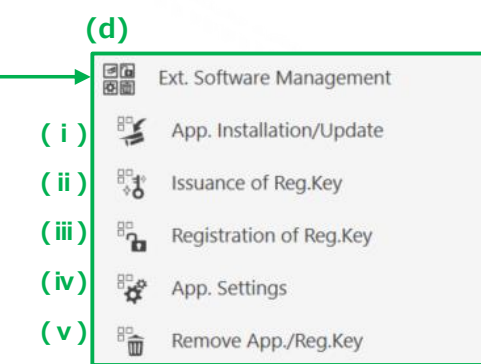 (d)
Ext. Software Management
(i) App. Installation/Update
(ii) Issuance of Reg.Key
(iii) Registration of Reg.Key
(iv) App. Settings
(v) Remove App./Reg.Key